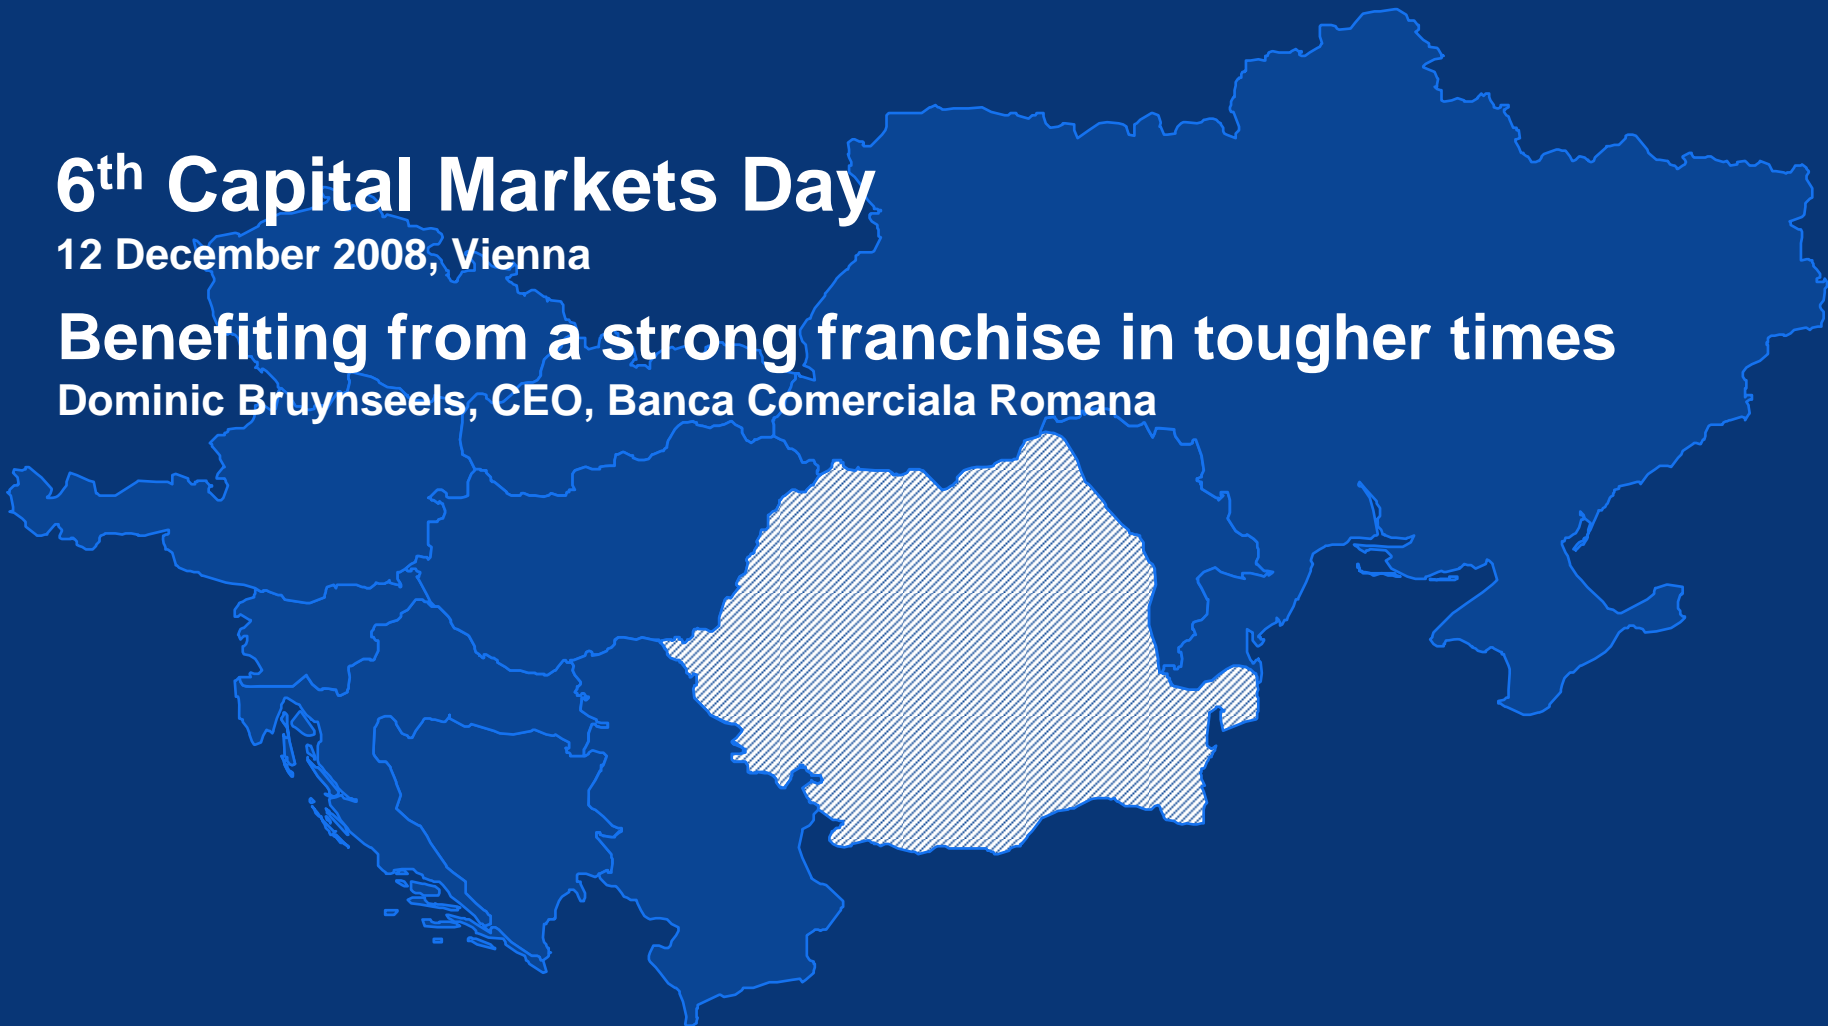 6th Capital Markets Day
12 December 2008, Vienna
Benefiting from a strong franchise in tougher times
Dominic Bruynseels, CEO, Banca Comerciala Romana